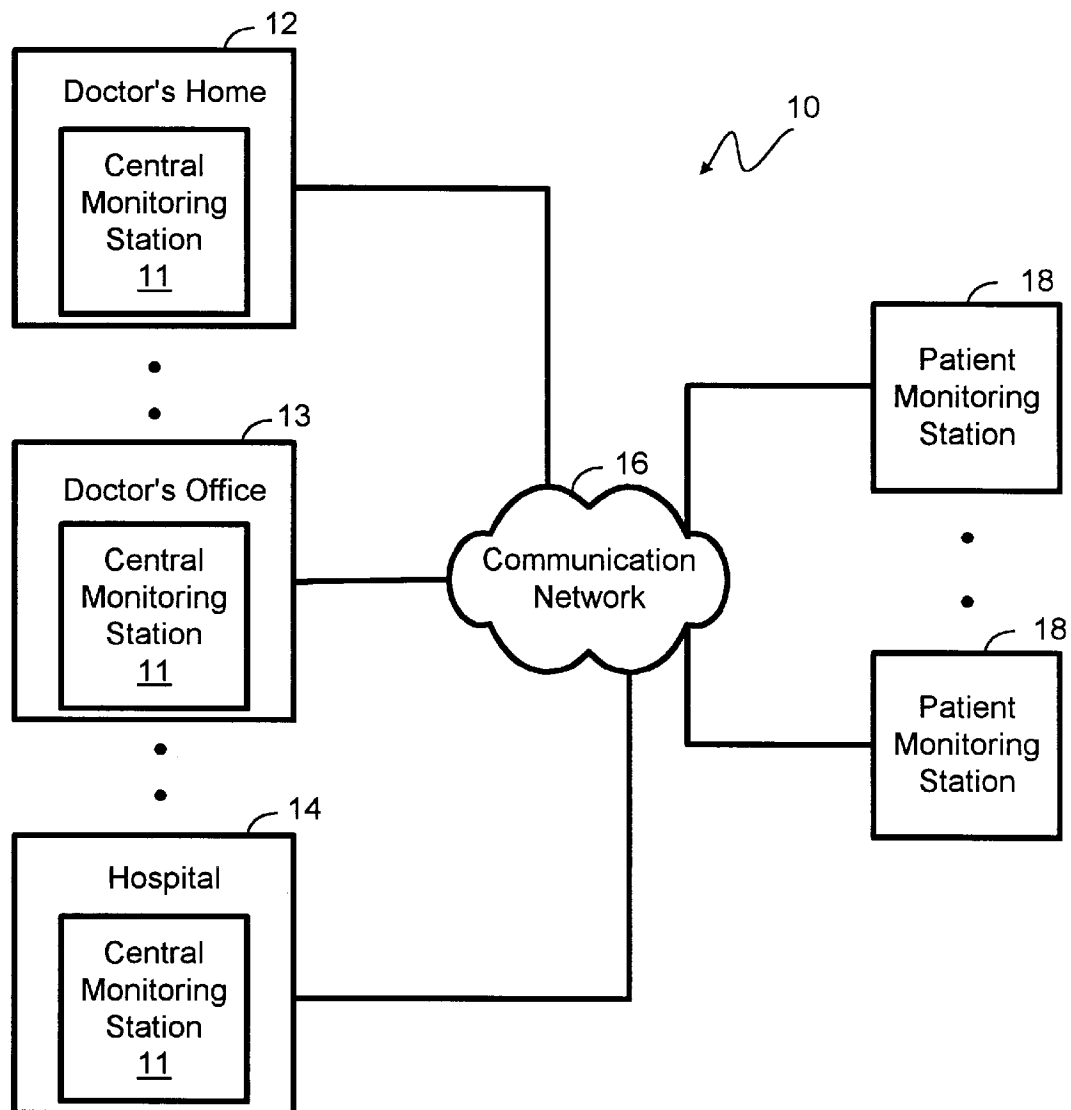 12
Doctor's Home
Central
Monitoring
Station
11
10
13
Doctor's Office
Central
Monitoring
Station
11
14
Hospital
Central
Monitoring
Station
11
16
Communication
Network
18
Patient
Monitoring
Station
18
Patient
Monitoring
Station